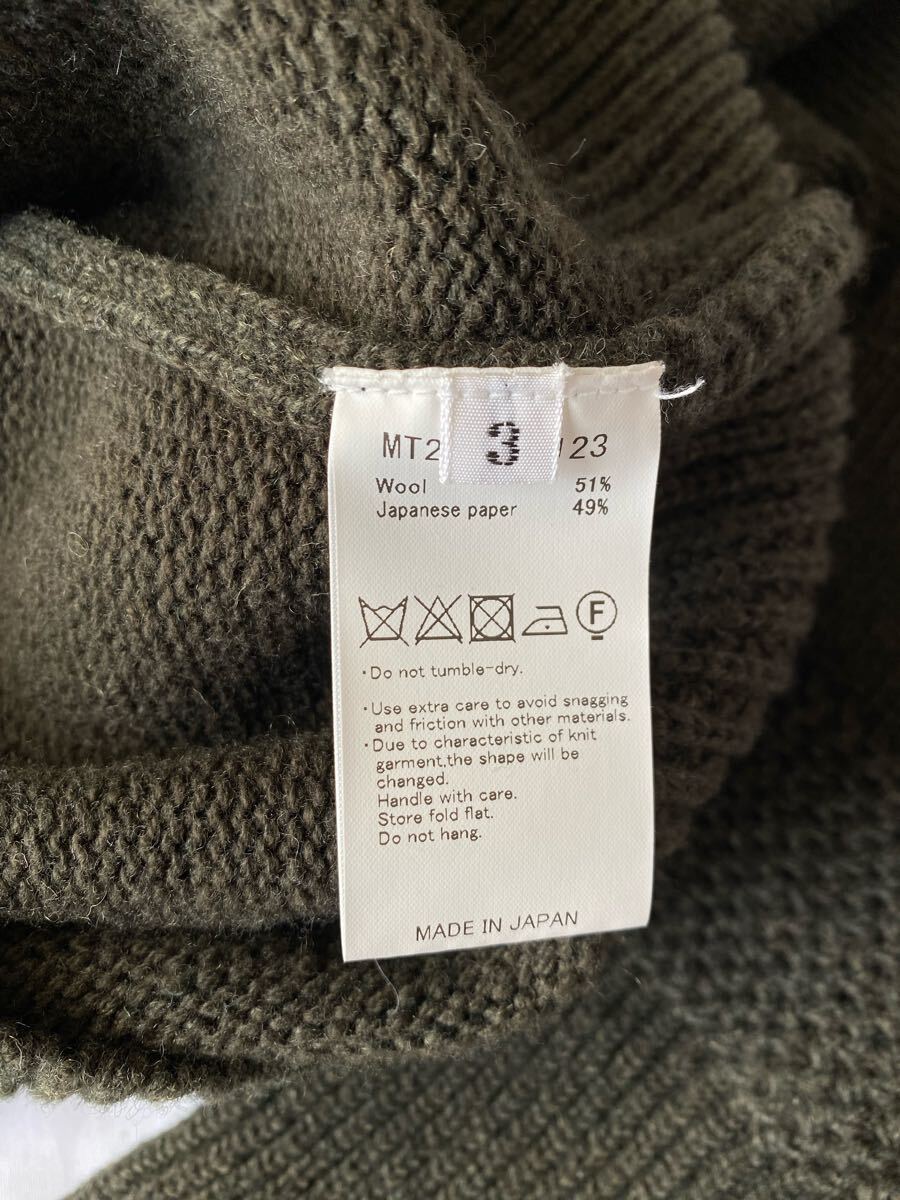 MT2
3
123
Wool 51%
Japanese paper 49%
F
・Do not tumble-dry.
・Use extra care to avoid snagging
and friction with other materials.
・Due to characteristic of knit
garment,the shape will be
changed.
Handle with care.
Store fold flat.
Do not hang.
MADE IN JAPAN